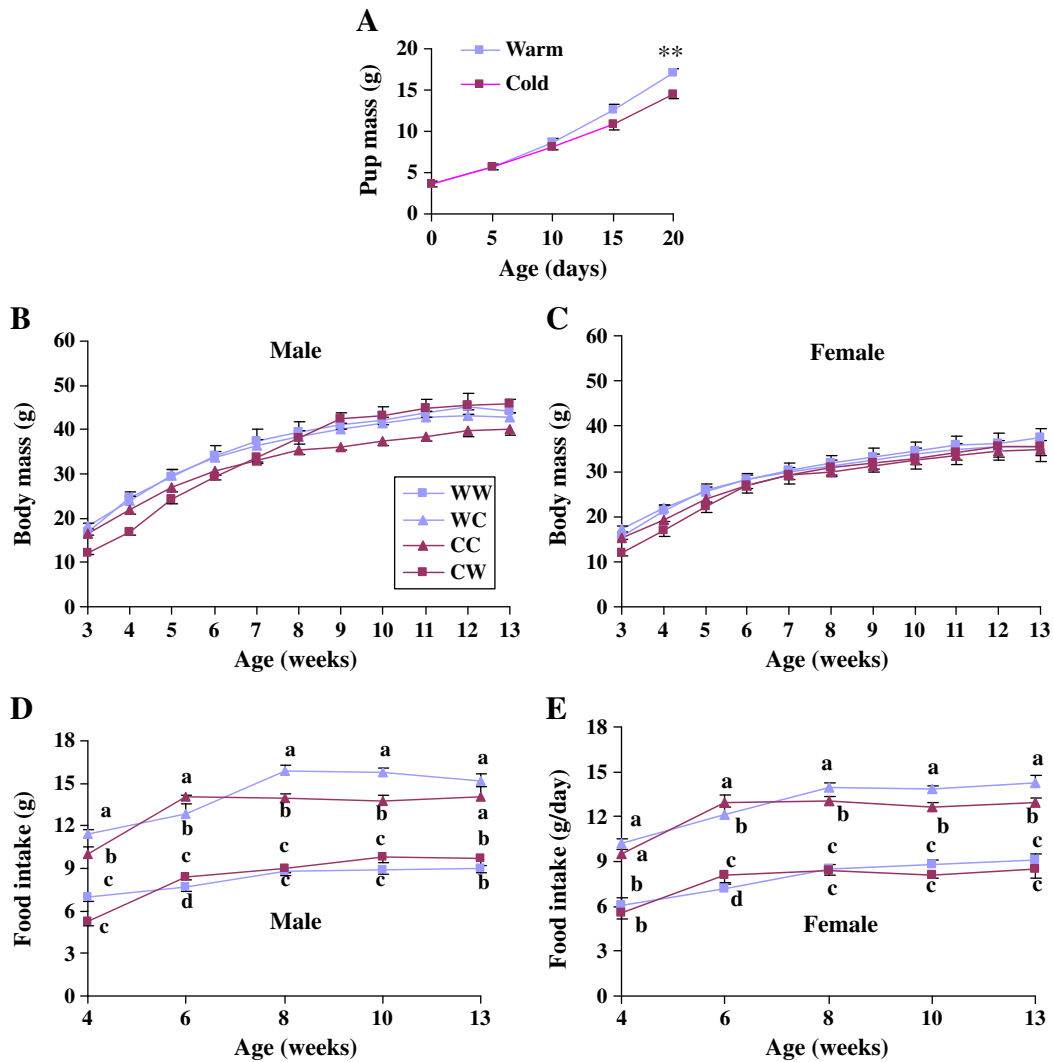 A
Pup mass (g)
20
15
10
5
0
Warm
Cold
**
0 5 10 15 20
Age (days)
B
Male
Body mass (g)
60
50
40
30
20
10
0
WW
WC
CC
CW
3 4 5 6 7 8 9 10 11 12 13
Age (weeks)
C
Female
Body mass (g)
60
50
40
30
20
10
0
3 4 5 6 7 8 9 10 11 12 13
Age (weeks)
D
Food intake (g)
18
15
12
9
6
3
0
a a a a a
b b b b a
b
c c c c
c d c c b
Male
4 6 8 10 13
Age (weeks)
E
Food intake (g/day)
18
15
12
9
6
3
0
a a a a a
a b b b b
b c c c c
b d c c c
Female
4 6 8 10 13
Age (weeks)